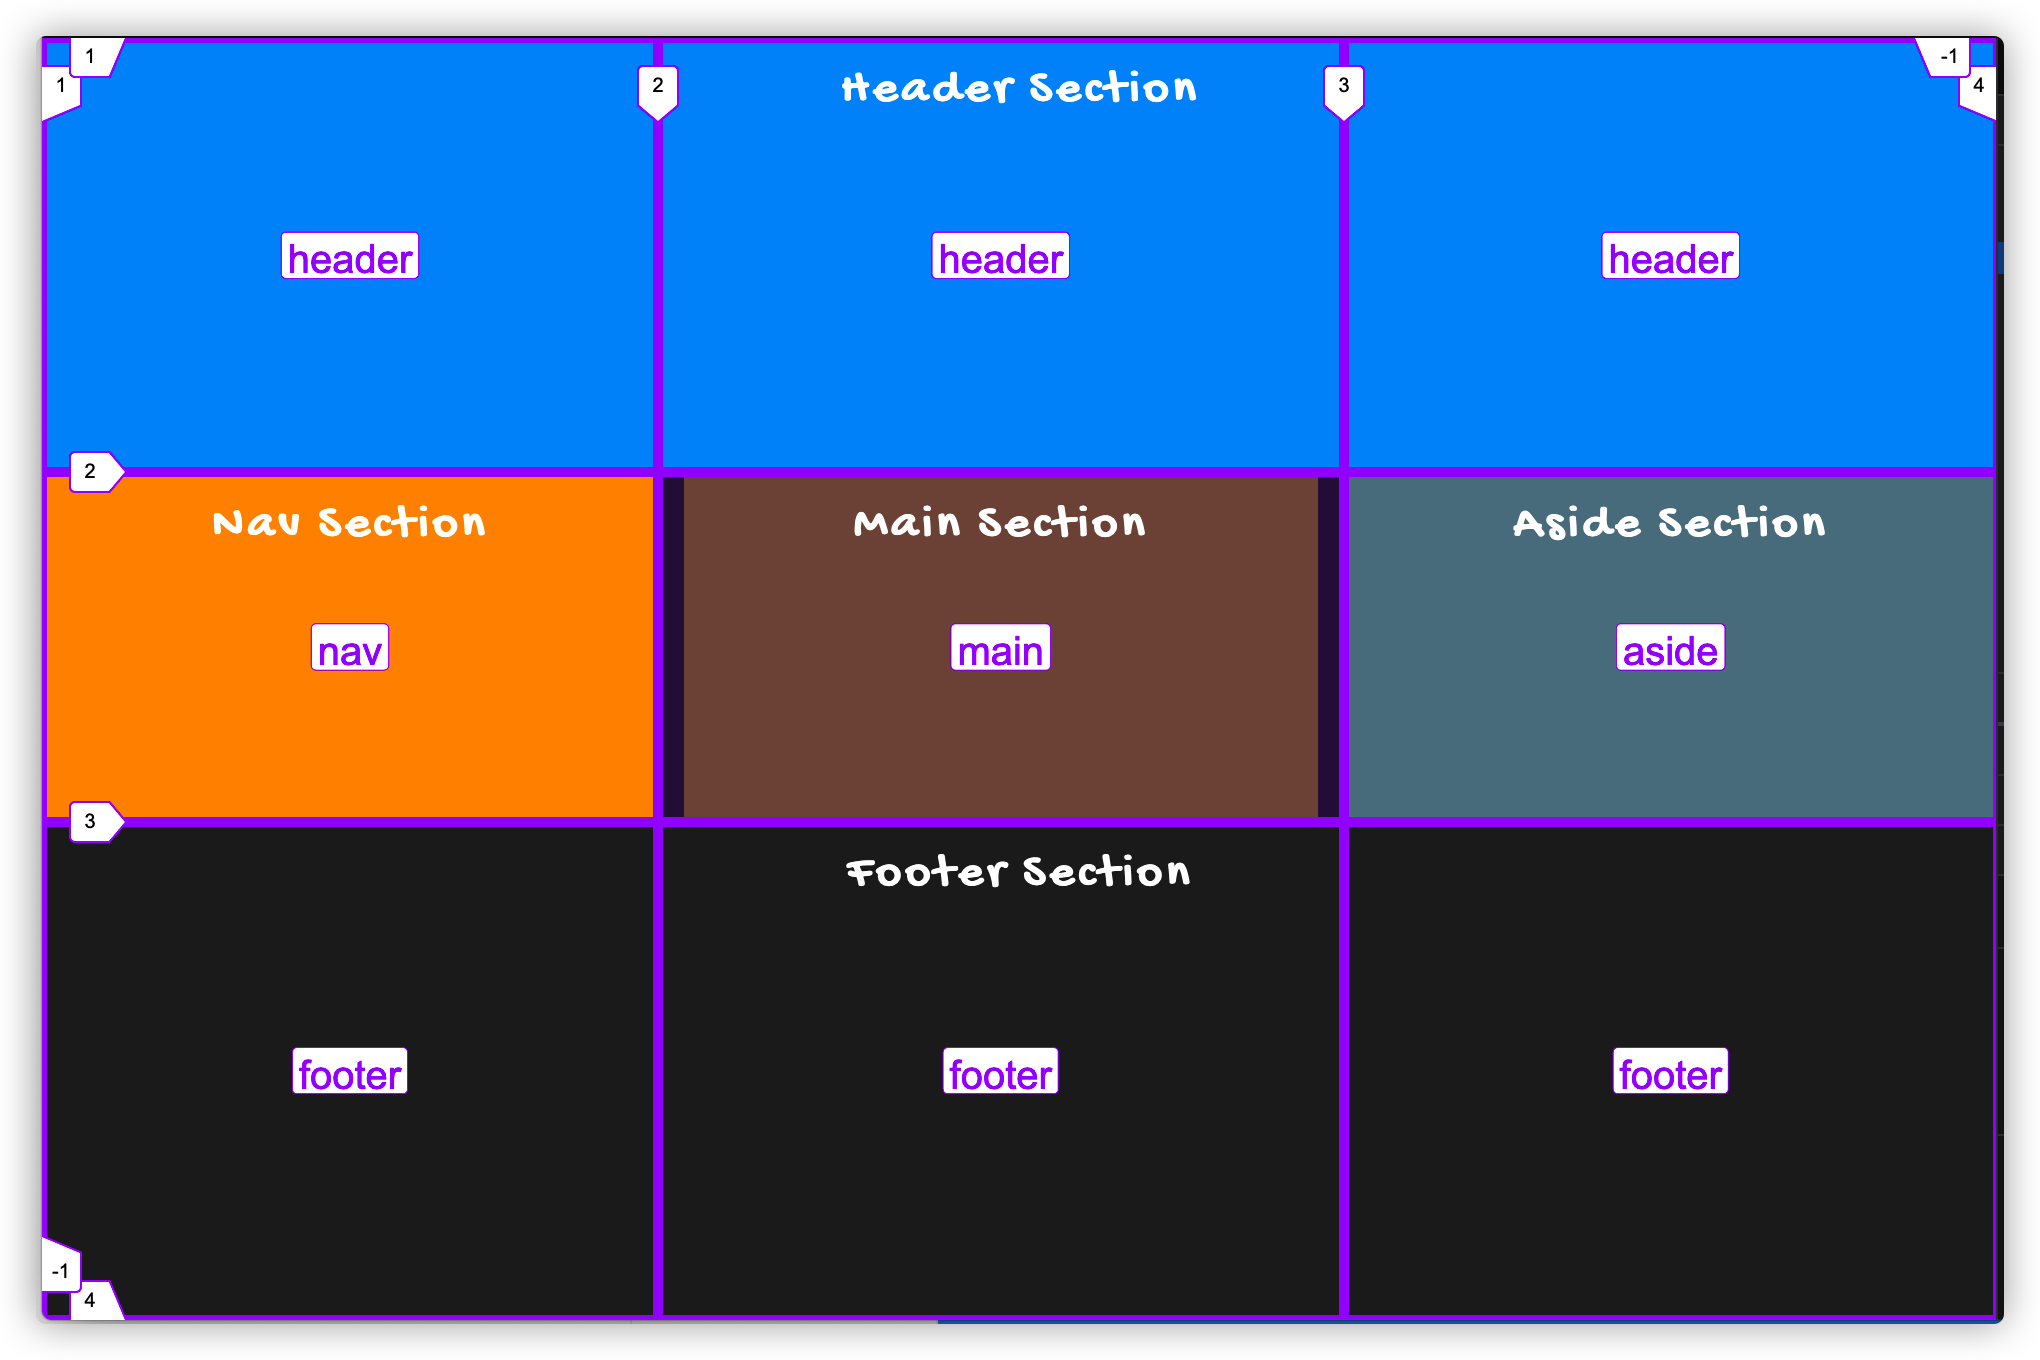 1
-1
1
2
Header Section
3
4
header
header
header
2
Nav Section
Main Section
Aside Section
nav
main
aside
3
Footer Section
footer
footer
footer
-1
4